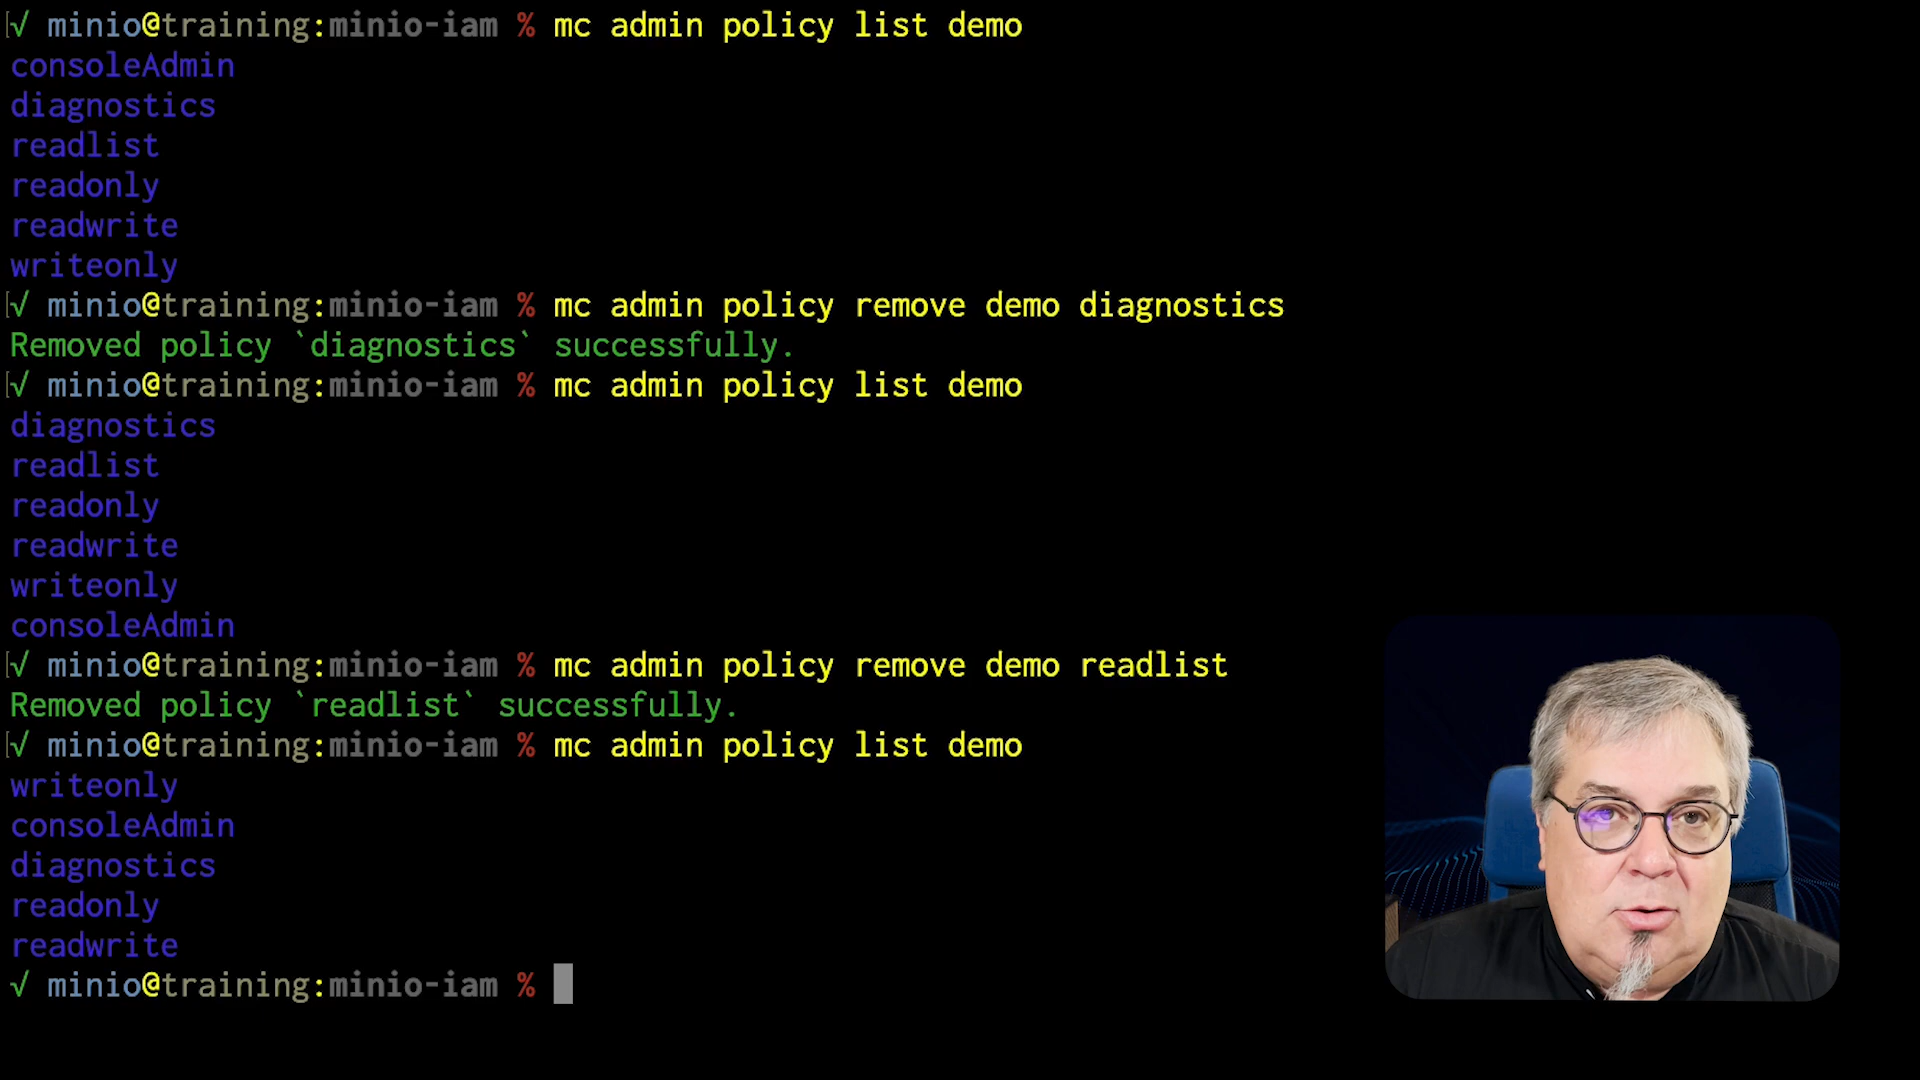 √ minio@training:minio-iam % mc admin policy list demo
consoleAdmin
diagnostics
readlist
readonly
readwrite
writeonly
√ minio@training:minio-iam % mc admin policy remove demo diagnostics
Removed policy `diagnostics` successfully.
√ minio@training:minio-iam % mc admin policy list demo
diagnostics
readlist
readonly
readwrite
writeonly
consoleAdmin
√ minio@training:minio-iam % mc admin policy remove demo readlist
Removed policy `readlist` successfully.
√ minio@training:minio-iam % mc admin policy list demo
writeonly
consoleAdmin
diagnostics
readonly
readwrite
√ minio@training:minio-iam %